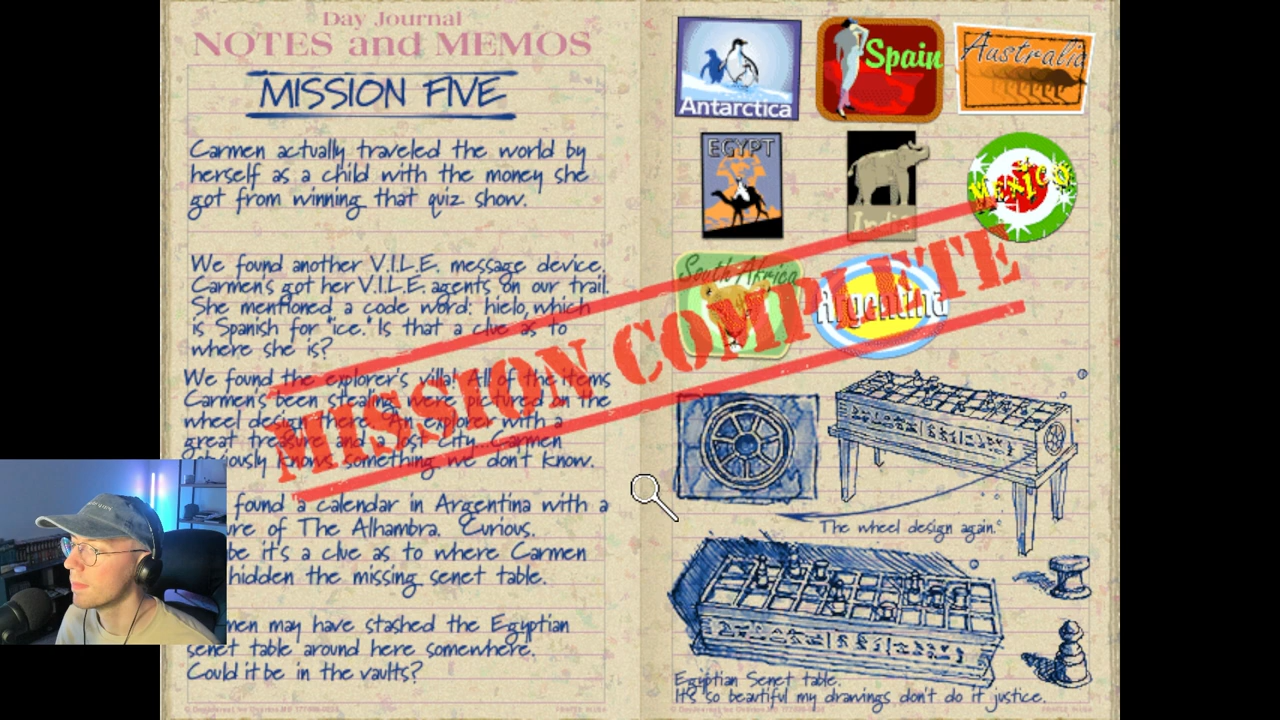 Day Journal
NOTES and MEMOS
MISSION FIVE
Carmen actually traveled the world by
herself as a child with the money she
got from winning that quiz show.
We found another V.I.L.E. message device.
Carmen's got her V.I.L.E. agents on our trail.
She mentioned a code word: hielo, which
is Spanish for "ice." Is that a clue as to
where she is?
We found the explorer's villa! All of the items
Carmen's been stealing were pictured on the
wheel design there. An explorer with a
great treasure and a lost city...Carmen
obviously knows something we don't know.
found a calendar in Argentina with a
of The Alhambra. Curious.
it's a clue as to where Carmen
hidden the missing senet table.
may have stashed the Egyptian
senet table around here somewhere.
Could it be in the vaults?
Antarctica
Spain
Australia
EGYPT
India
MEXICO
South Africa
Argentina
MISSION COMPLETE
The wheel design again.
Egyptian Senet table.
It's so beautiful my drawings don't do it justice.